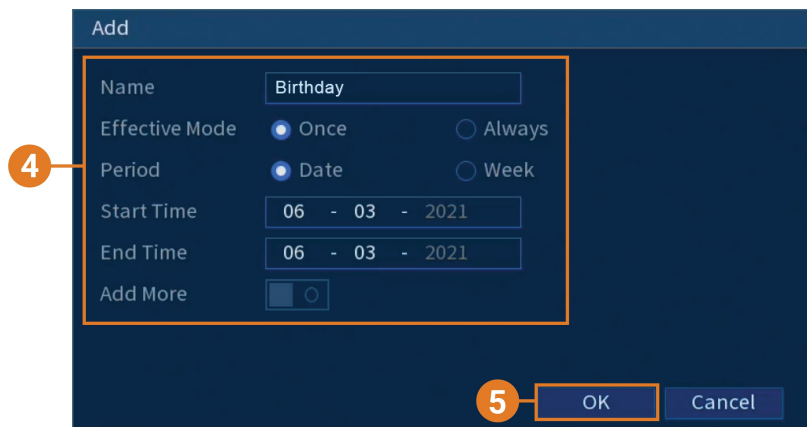 Add
Name Birthday
Effective Mode Once Always
4 Period Date Week
Start Time 06 - 03 - 2021
End Time 06 - 03 - 2021
Add More
5 OK Cancel